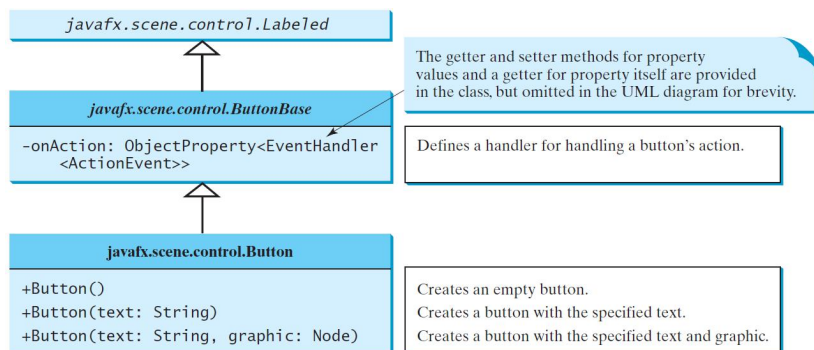 javafx.scene.control.Labeled
The getter and setter methods for property
values and a getter for property itself are provided
in the class, but omitted in the UML diagram for brevity.
javafx.scene.control.ButtonBase
-onAction: ObjectProperty<EventHandler
<ActionEvent>>
Defines a handler for handling a button's action.
javafx.scene.control.Button
+Button()
Creates an empty button.
+Button(text: String)
Creates a button with the specified text.
+Button(text: String, graphic: Node)
Creates a button with the specified text and graphic.